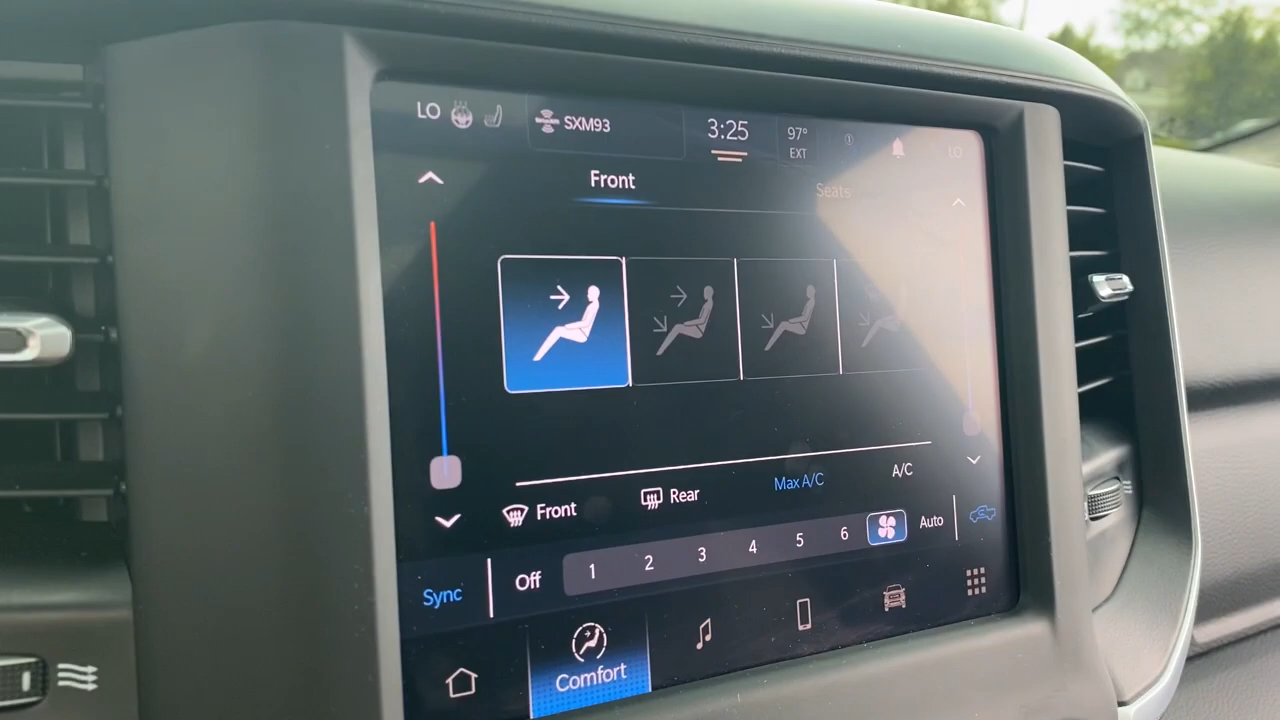 LO SXM93 3:25 97° EXT LO
Front Seats
Front Rear Max A/C A/C
Sync Off 1 2 3 4 5 6 Auto
Comfort